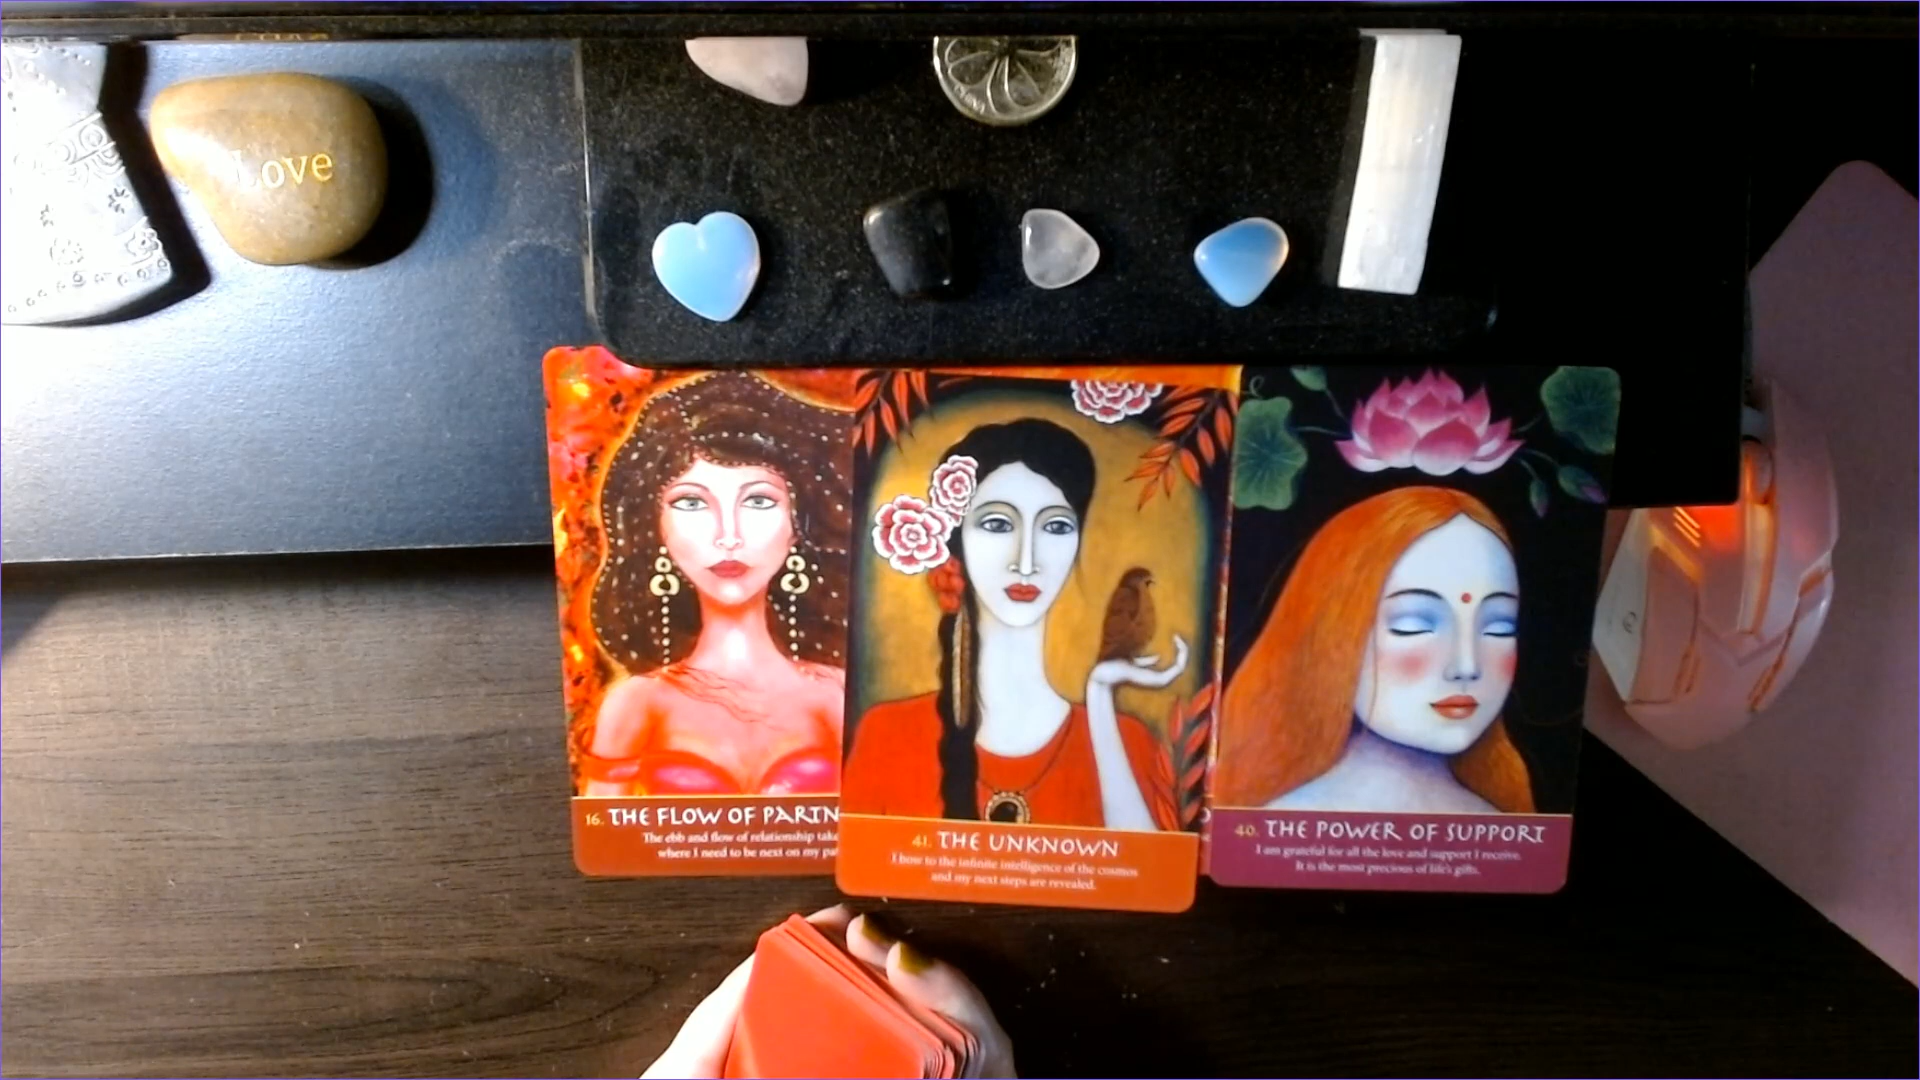 Love
16. THE FLOW OF PARTN
The ebb and flow of relationship take
where I need to be next on my pat
41. THE UNKNOWN
I bow to the infinite intelligence of the cosmos
and my next steps are revealed.
40. THE POWER OF SUPPORT
I am grateful for all the love and support I receive.
It is the most precious of life's gifts.